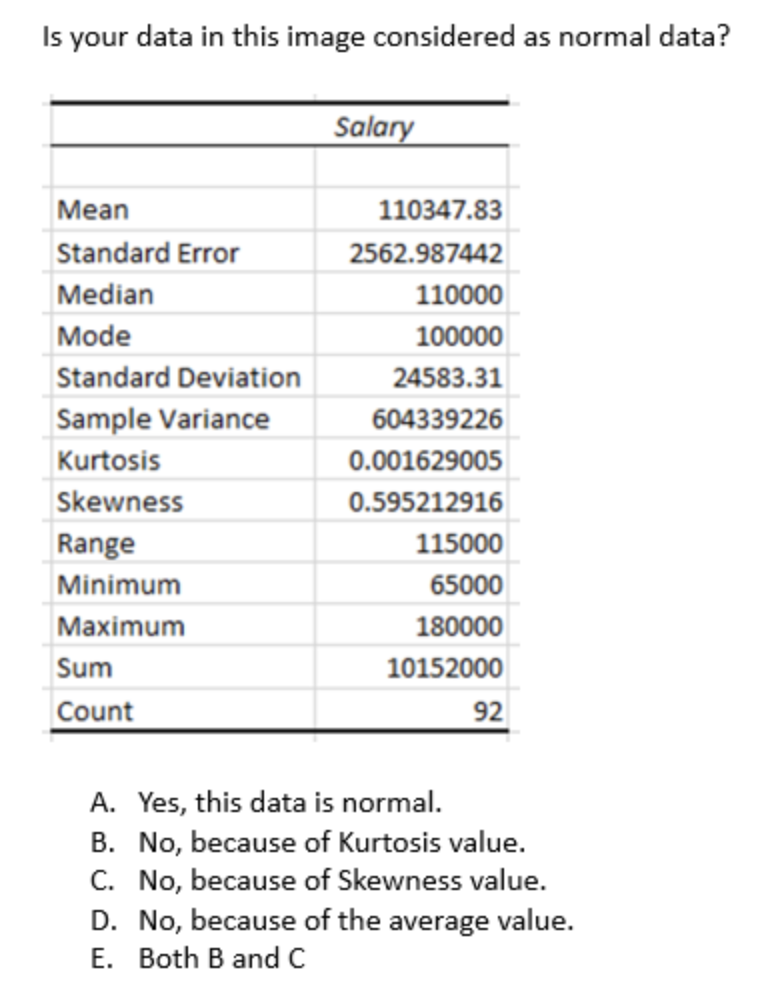 Is your data in this image considered as normal data?
Salary
Mean 110347.83
Standard Error 2562.987442
Median 110000
Mode 100000
Standard Deviation 24583.31
Sample Variance 604339226
Kurtosis 0.001629005
Skewness 0.595212916
Range 115000
Minimum 65000
Maximum 180000
Sum 10152000
Count 92
A. Yes, this data is normal.
B. No, because of Kurtosis value.
C. No, because of Skewness value.
D. No, because of the average value.
E. Both B and C